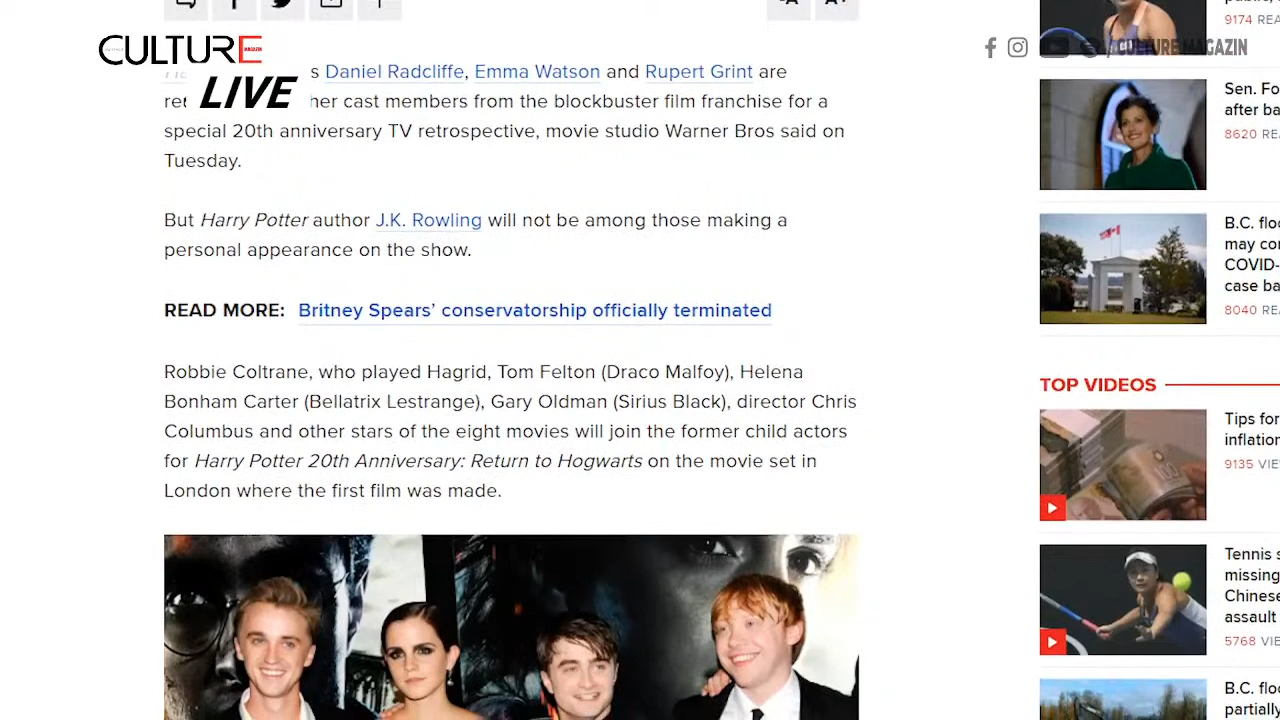 -A
A+
CULTURE
MAGAZIN
LIVE
/ CULTURE MAGAZIN
s Daniel Radcliffe, Emma Watson and Rupert Grint are
her cast members from the blockbuster film franchise for a
special 20th anniversary TV retrospective, movie studio Warner Bros said on
Tuesday.
But Harry Potter author J.K. Rowling will not be among those making a
personal appearance on the show.
READ MORE: Britney Spears’ conservatorship officially terminated
Robbie Coltrane, who played Hagrid, Tom Felton (Draco Malfoy), Helena
Bonham Carter (Bellatrix Lestrange), Gary Oldman (Sirius Black), director Chris
Columbus and other stars of the eight movies will join the former child actors
for Harry Potter 20th Anniversary: Return to Hogwarts on the movie set in
London where the first film was made.
9174 REA
Sen. Fo
after ba
8620 RE
B.C. floo
may co
COVID-
case ba
8040 REA
TOP VIDEOS
Tips for
inflation
9135 VIE
Tennis s
missing
Chinese
assault
5768 VIE
B.C. floo
partially